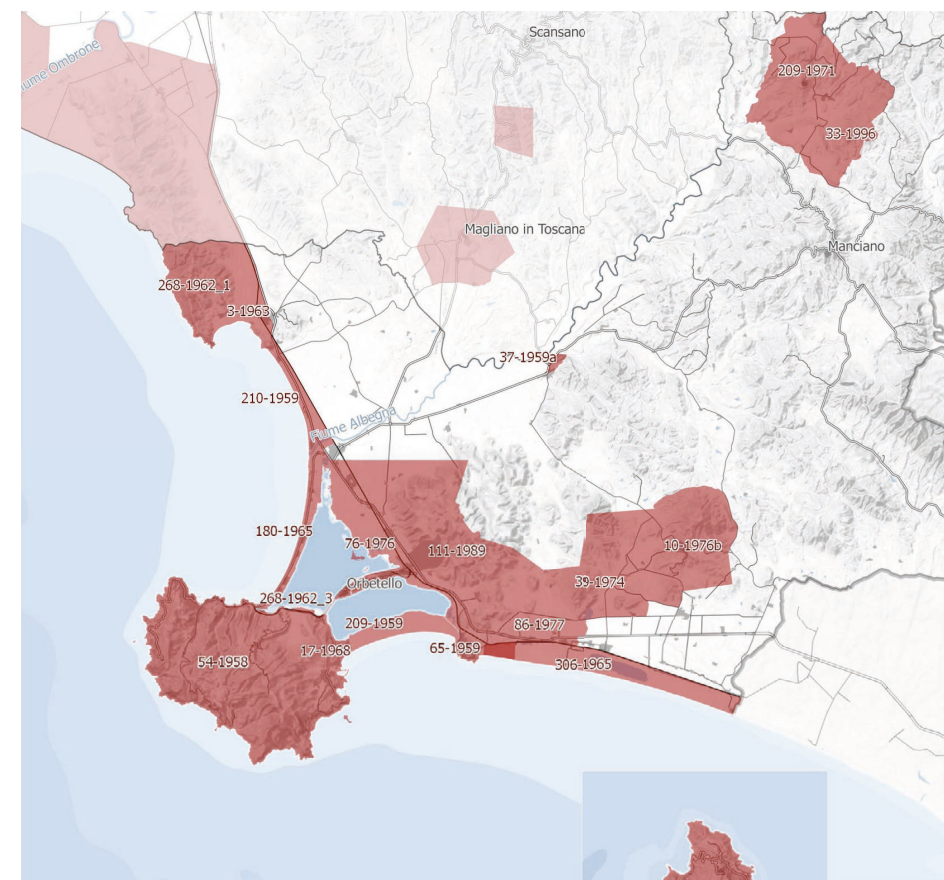 Scansano
ume Ombrone
209-1971
33-1996
Magliano in Toscana
Manciano
268-1962_1
3-1963
37-1959a
210-1959
Fiume Albegna
180-1965
76-1976
111-1989
10-1976b
Orbetello
39-1974
268-1962_3
209-1959
86-1977
17-1968
65-1959
54-1958
306-1965